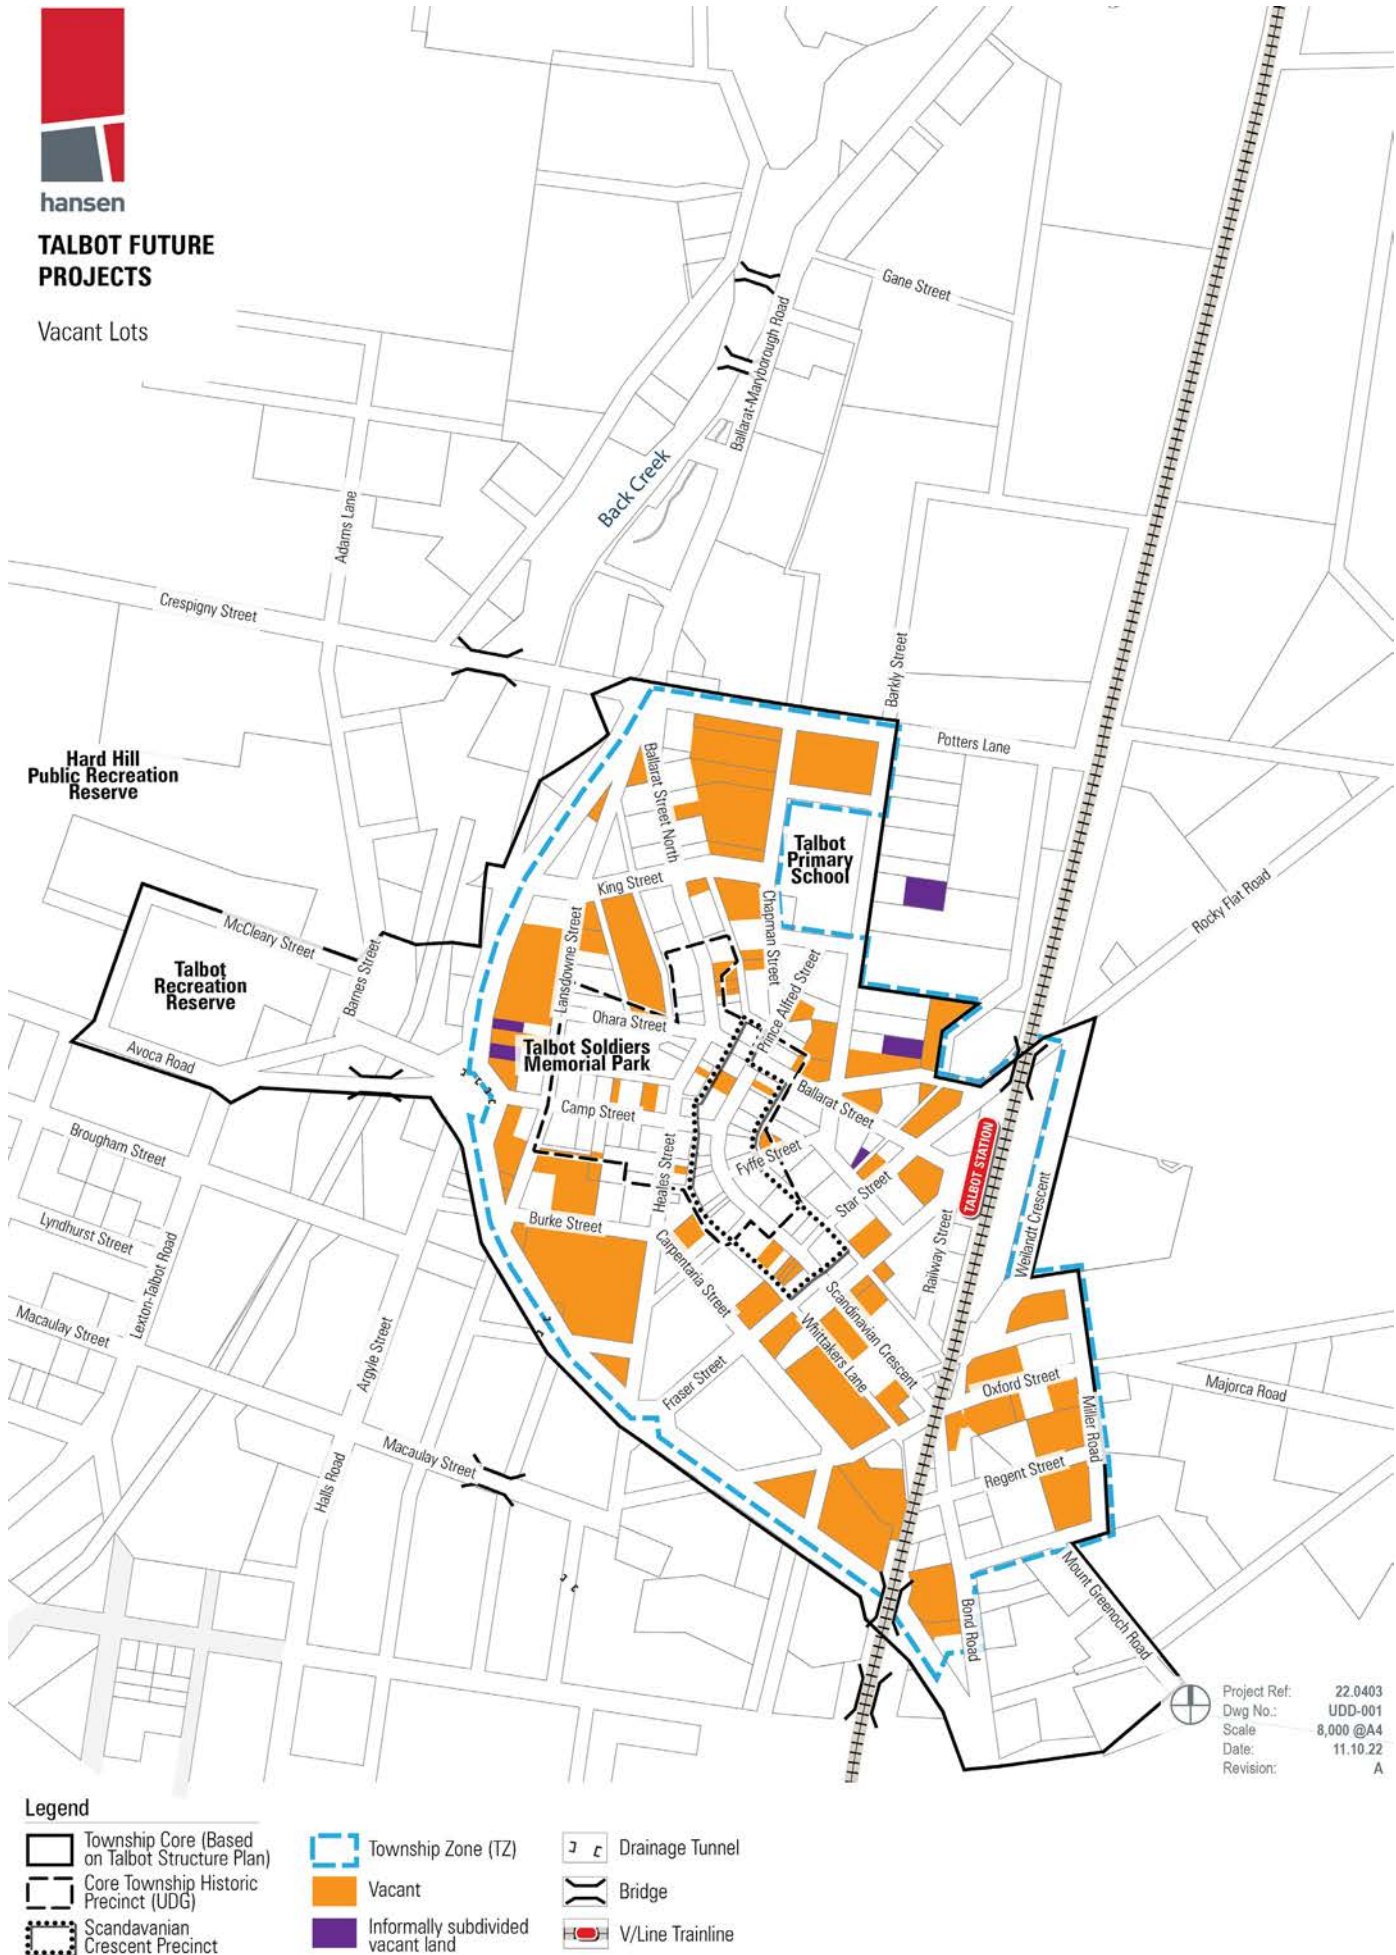 hansen
TALBOT FUTURE
PROJECTS
Vacant Lots
Gane Street
Ballarat-Maryborough Road
Back Creek
Adams Lane
Crespigny Street
Barkly Street
Potters Lane
Hard Hill
Public Recreation
Reserve
Ballarat Street North
Talbot
Primary
School
King Street
Chapman Street
Rocky Flat Road
McCleary Street
Lansdowne Street
Barnes Street
Talbot
Recreation
Reserve
Prince Alfred Street
Ohara Street
Avoca Road
Talbot Soldiers
Memorial Park
Ballarat Street
Camp Street
Brougham Street
Fyffe Street
TALBOT STATION
Heales Street
Star Street
Weilandt Crescent
Lyndhurst Street
Burke Street
Lexton-Talbot Road
Carpentaria Street
Railway Street
Macaulay Street
Scandinavian Crescent
Whittakers Lane
Argyle Street
Fraser Street
Oxford Street
Majorca Road
Miller Road
Macaulay Street
Halls Road
Regent Street
Mount Greenoch Road
Bond Road
Project Ref: 22.0403
Dwg No.: UDD-001
Scale 8,000 @A4
Date: 11.10.22
Revision: A
Legend
Township Core (Based
on Talbot Structure Plan)
Core Township Historic
Precinct (UDG)
Scandavanian
Crescent Precinct
Township Zone (TZ)
Vacant
Informally subdivided
vacant land
Drainage Tunnel
Bridge
V/Line Trainline